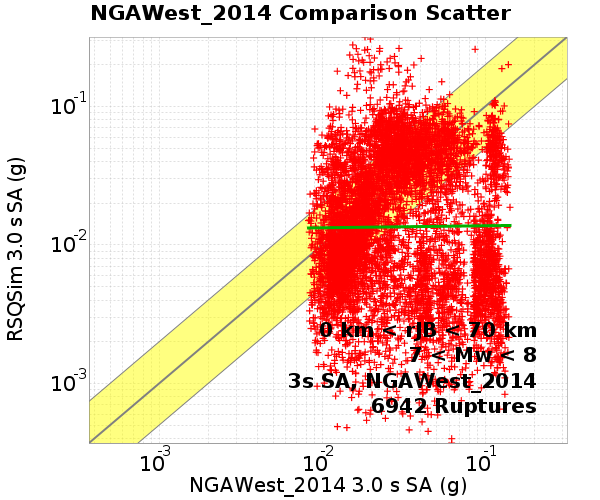 NGAWest_2014 Comparison Scatter
RSQSim 3.0 s SA (g)
10-1
10-2
10-3
0 km < rJB < 70 km
7 < Mw < 8
3s SA, NGAWest_2014
6942 Ruptures
10-3 10-2 10-1
NGAWest_2014 3.0 s SA (g)